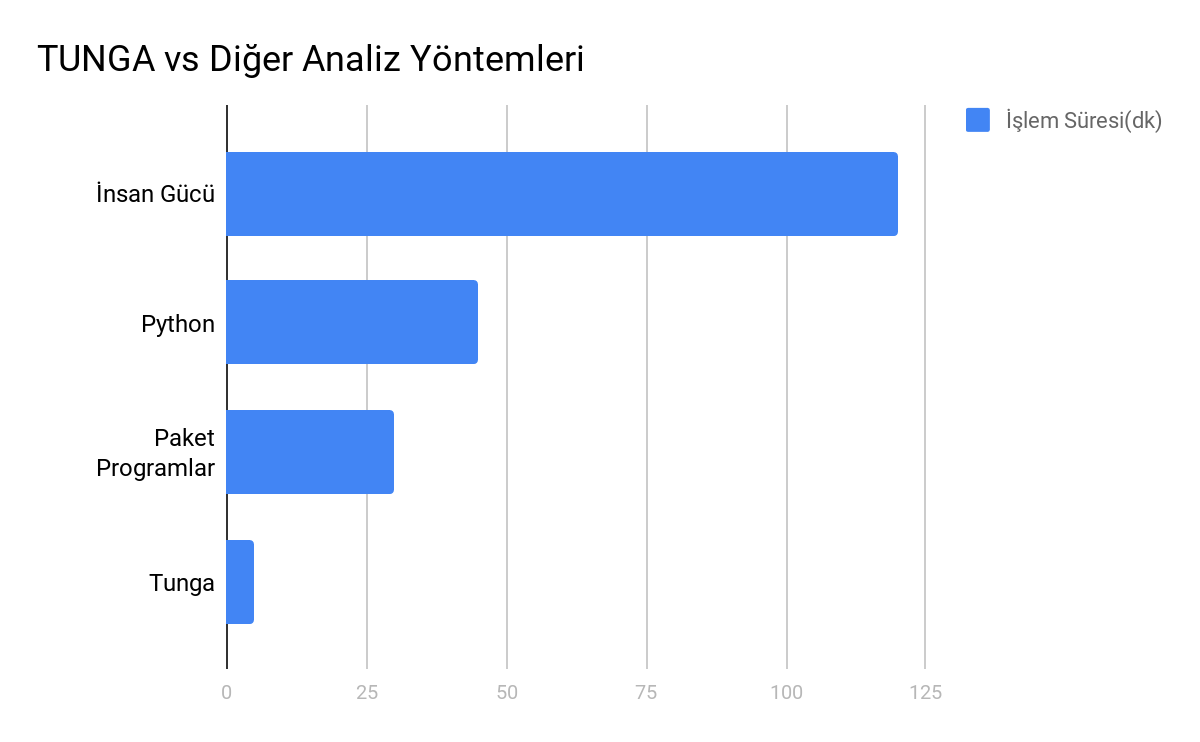 TUNGA vs Diğer Analiz Yöntemleri
İşlem Süresi(dk)
İnsan Gücü
Python
Paket
Programlar
Tunga
0 25 50 75 100 125